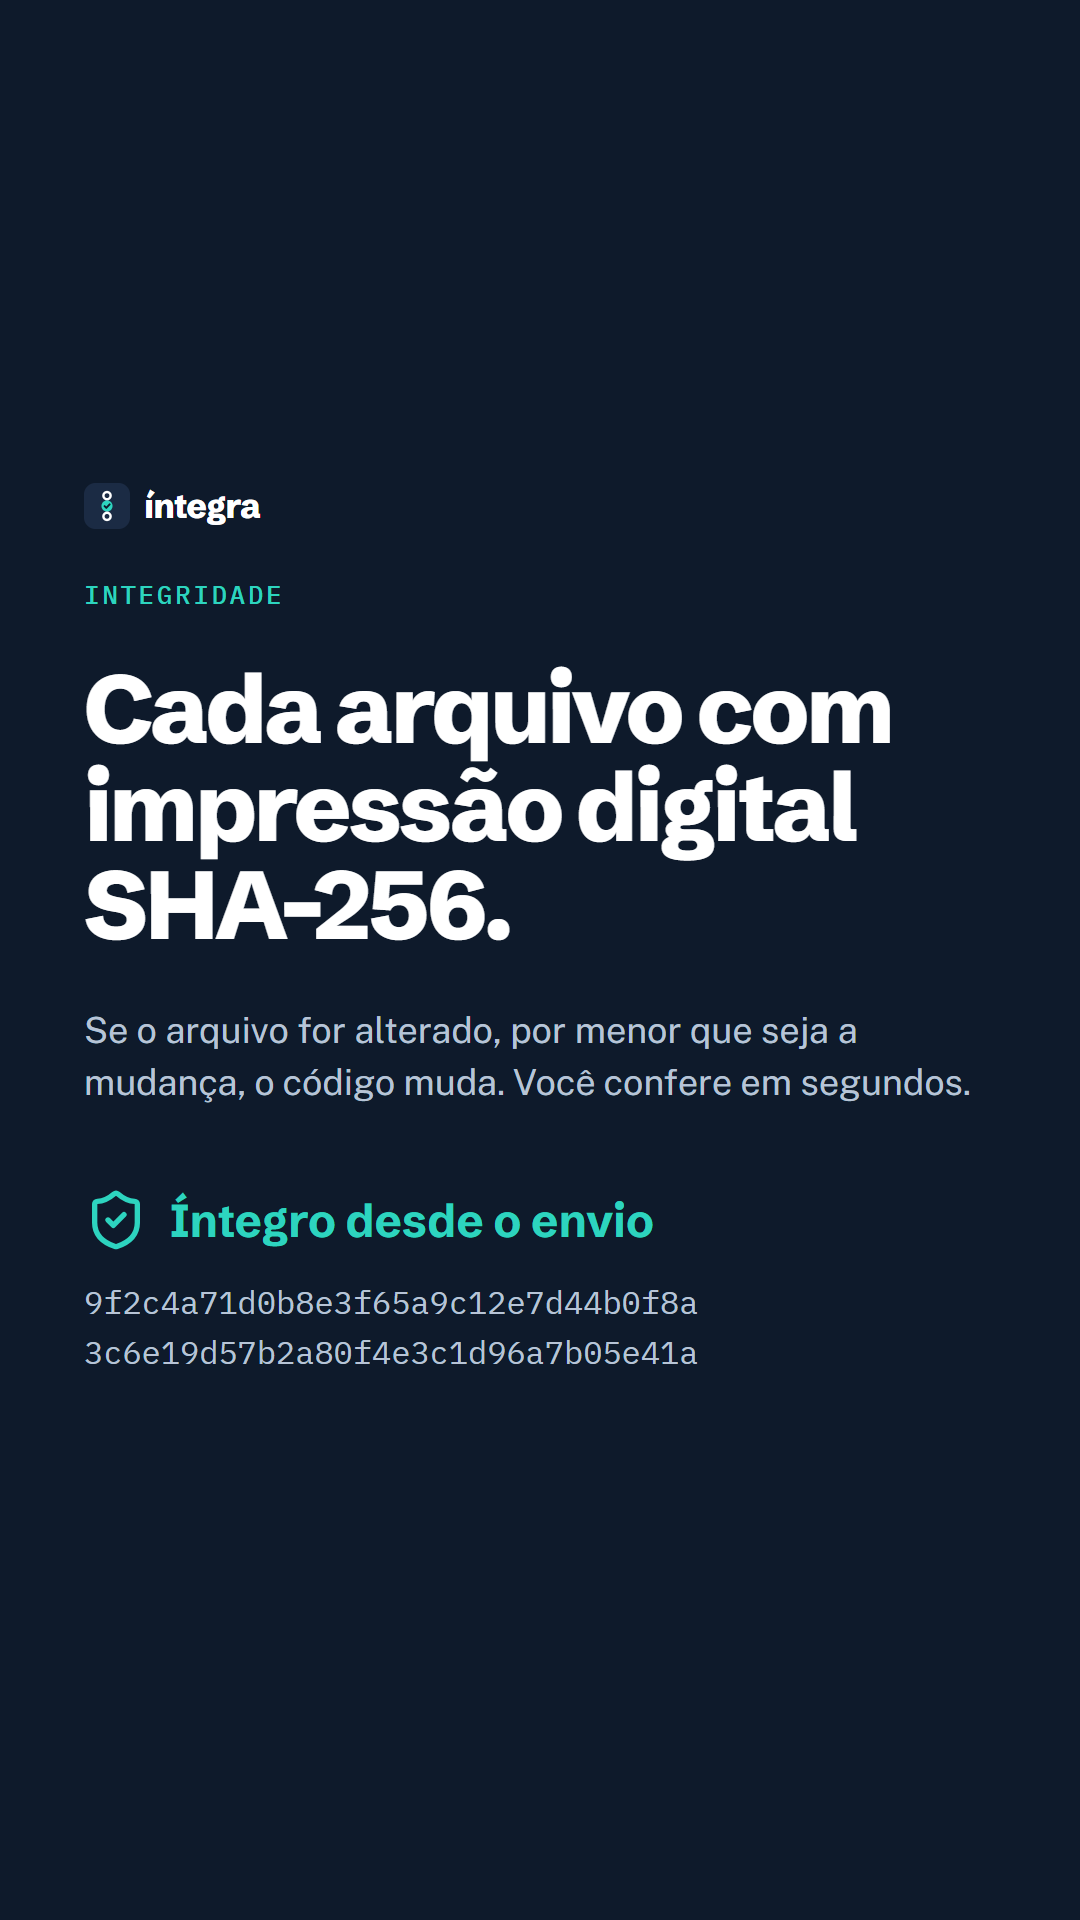 íntegra
INTEGRIDADE
Cada arquivo com
impressão digital
SHA-256.
Se o arquivo for alterado, por menor que seja a
mudança, o código muda. Você confere em segundos.
Íntegro desde o envio
9f2c4a71d0b8e3f65a9c12e7d44b0f8a
3c6e19d57b2a80f4e3c1d96a7b05e41a